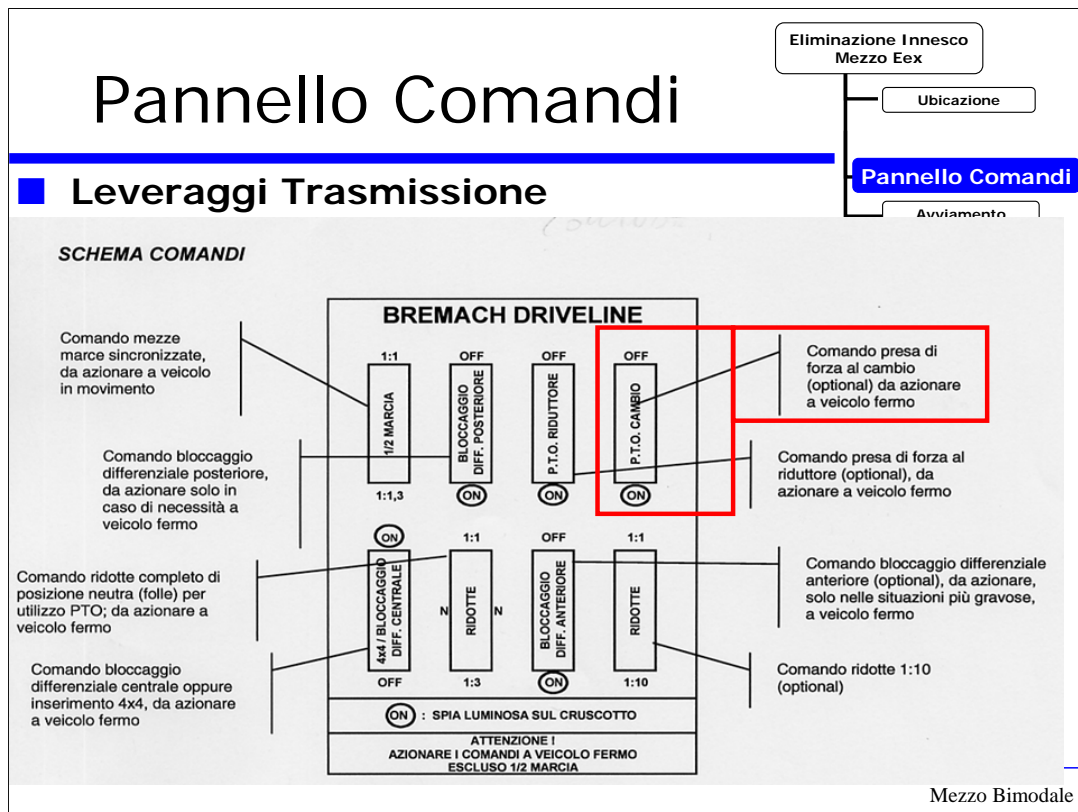 Pannello Comandi
Eliminazione Innesco
Mezzo Eex
Ubicazione
Pannello Comandi
Avviamento
Leveraggi Trasmissione
SCHEMA COMANDI
BREMACH DRIVELINE
Comando mezze
marce sincronizzate,
da azionare a veicolo
in movimento
Comando bloccaggio
differenziale posteriore,
da azionare solo in
caso di necessità a
veicolo fermo
Comando ridotte completo di
posizione neutra (folle) per
utilizzo PTO; da azionare a
veicolo fermo
Comando bloccaggio
differenziale centrale oppure
inserimento 4x4, da azionare
a veicolo fermo
1:1
1/2 MARCIA
1:1,3
OFF
BLOCCAGGIO
DIFF. POSTERIORE
ON
OFF
P.T.O. RIDUTTORE
ON
OFF
P.T.O. CAMBIO
ON
ON
4x4 / BLOCCAGGIO
DIFF. CENTRALE
OFF
1:1
N
RIDOTTE
N
1:3
OFF
BLOCCAGGIO
DIFF. ANTERIORE
ON
1:1
RIDOTTE
1:10
Comando presa di
forza al cambio
(optional) da azionare
a veicolo fermo
Comando presa di forza al
riduttore (optional), da
azionare a veicolo fermo
Comando bloccaggio differenziale
anteriore (optional), da azionare,
solo nelle situazioni più gravose,
a veicolo fermo
Comando ridotte 1:10
(optional)
ON : SPIA LUMINOSA SUL CRUSCOTTO
ATTENZIONE !
AZIONARE I COMANDI A VEICOLO FERMO
ESCLUSO 1/2 MARCIA
Mezzo Bimodale